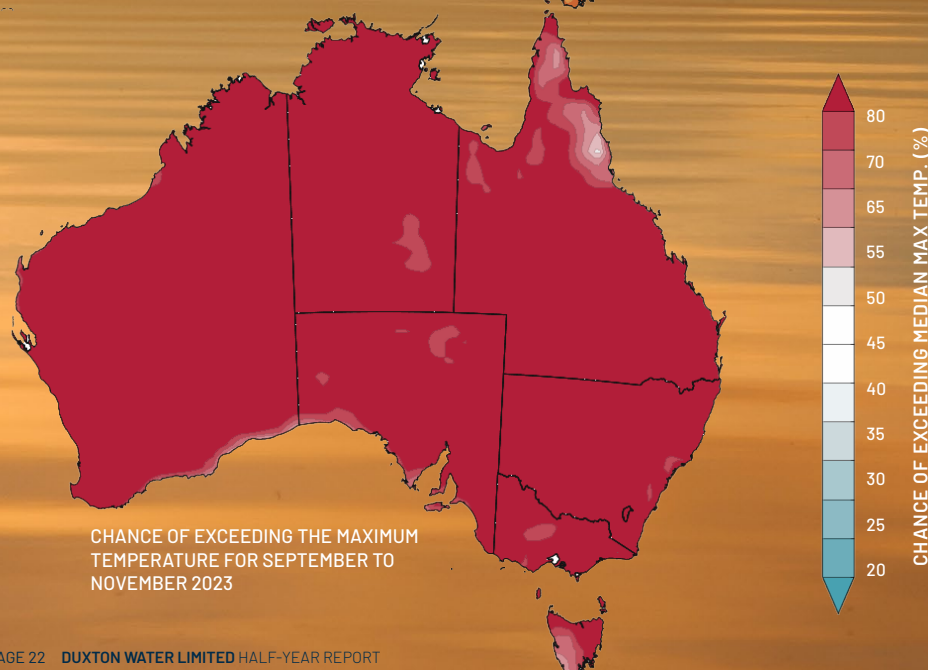 80
70
65
55
50
45
40
35
30
25
20
CHANCE OF EXCEEDING MEDIAN MAX TEMP. (%)
CHANCE OF EXCEEDING THE MAXIMUM
TEMPERATURE FOR SEPTEMBER TO
NOVEMBER 2023
AGE 22 DUXTON WATER LIMITED HALF-YEAR REPORT